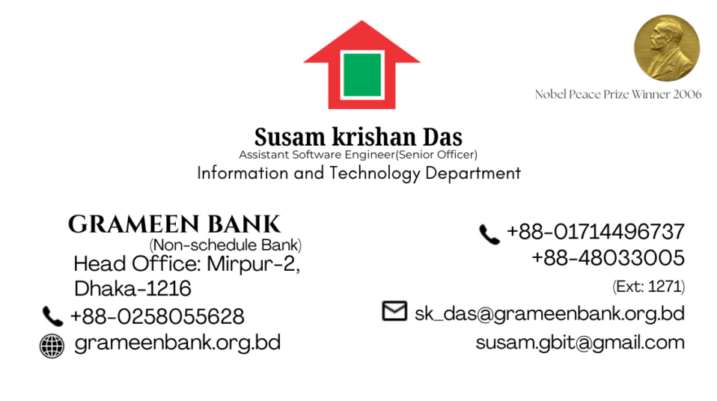 Nobel Peace Prize Winner 2006
Susam krishan Das
Assistant Software Engineer(Senior Officer)
Information and Technology Department
GRAMEEN BANK
(Non-schedule Bank)
Head Office: Mirpur-2,
Dhaka-1216
+88-0258055628
grameenbank.org.bd
+88-01714496737
+88-48033005
(Ext: 1271)
sk_das@grameenbank.org.bd
susam.gbit@gmail.com